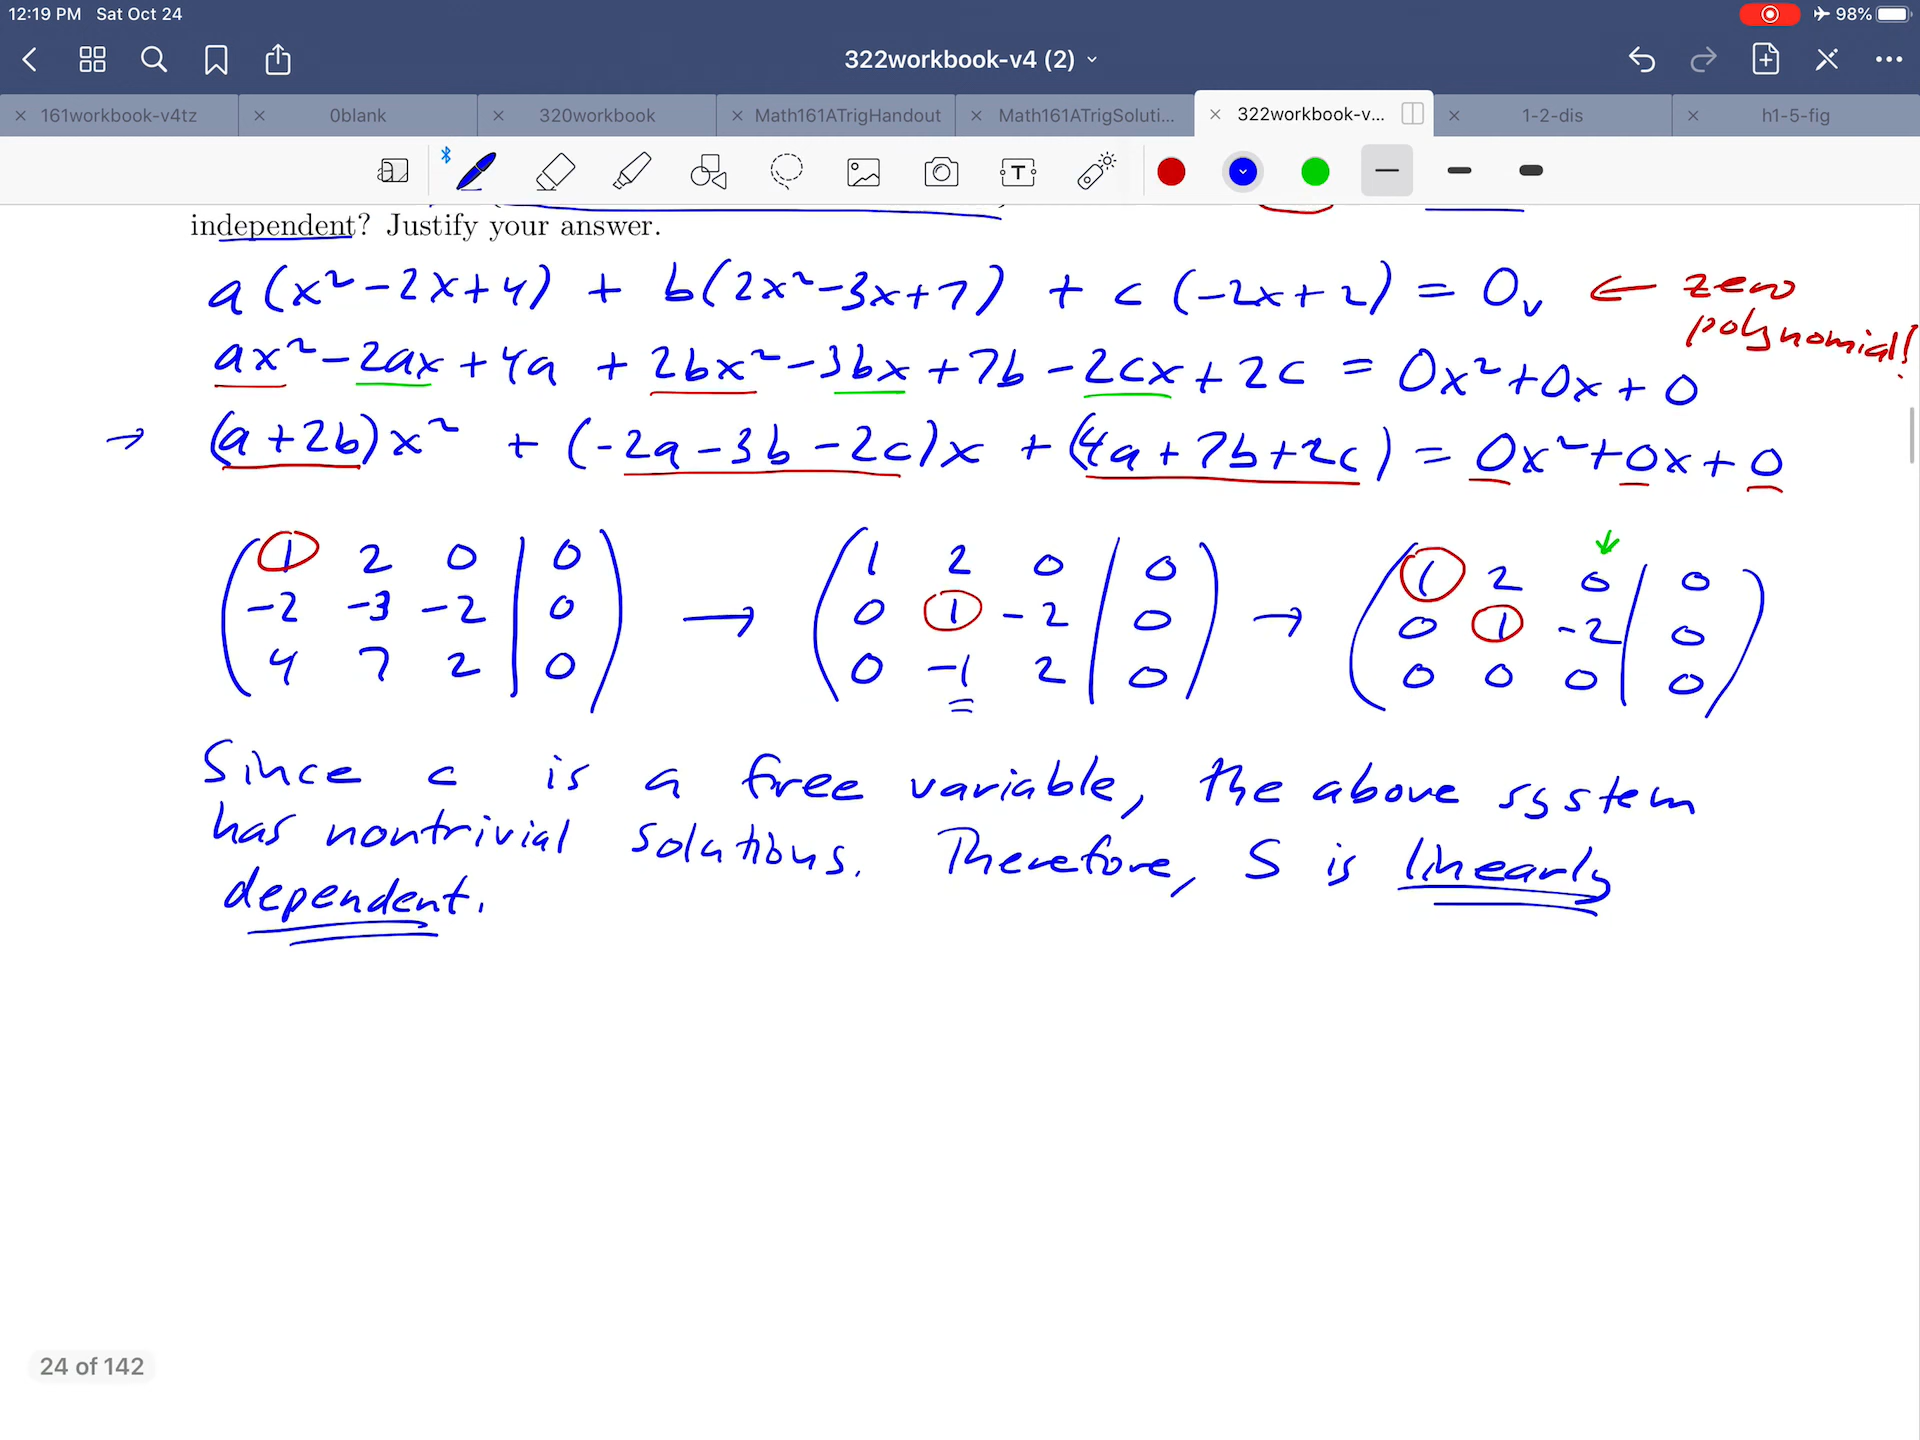 12:19 PM Sat Oct 24
98%
322workbook-v4 (2)
161workbook-v4tz
0blank
320workbook
Math161ATrigHandout
Math161ATrigSoluti...
322workbook-v...
1-2-dis
h1-5-fig
independent? Justify your answer.
a(x² - 2x + 4) + b(2x² - 3x + 7) + c(-2x + 2) = 0ᵥ ← zero
polynomial!
ax² - 2ax + 4a + 2bx² - 3bx + 7b - 2cx + 2c = 0x² + 0x + 0
→ (a + 2b)x² + (-2a - 3b - 2c)x + (4a + 7b + 2c) = 0x² + 0x + 0
( 1 2 0 | 0 ) ( 1 2 0 | 0 ) ( 1 2 0 | 0 )
( -2 -3 -2 | 0 ) → ( 0 1 -2 | 0 ) → ( 0 1 -2 | 0 )
( 4 7 2 | 0 ) ( 0 -1 2 | 0 ) ( 0 0 0 | 0 )
Since c is a free variable, the above system
has nontrivial solutions. Therefore, S is linearly
dependent.
24 of 142